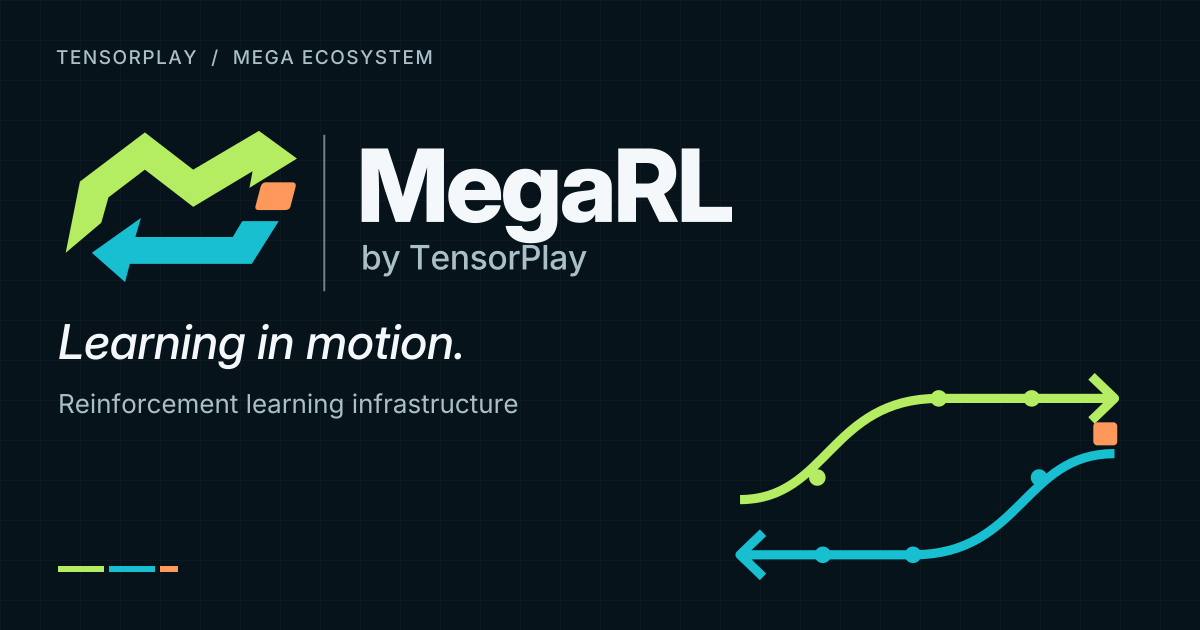 TENSORPLAY / MEGA ECOSYSTEM
MegaRL
by TensorPlay
Learning in motion.
Reinforcement learning infrastructure